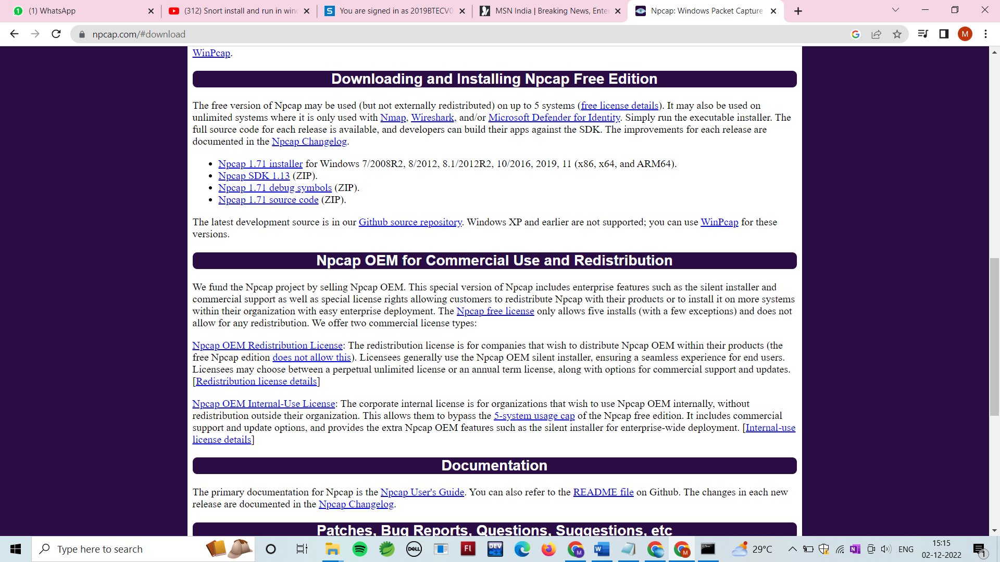 (1) WhatsApp
(312) Snort install and run in wind
You are signed in as 2019BTECV0
MSN India | Breaking News, Enter
Npcap: Windows Packet Capture
npcap.com/#download
M
WinPcap.
Downloading and Installing Npcap Free Edition
The free version of Npcap may be used (but not externally redistributed) on up to 5 systems (free license details). It may also be used on
unlimited systems where it is only used with Nmap, Wireshark, and/or Microsoft Defender for Identity. Simply run the executable installer. The
full source code for each release is available, and developers can build their apps against the SDK. The improvements for each release are
documented in the Npcap Changelog.
• Npcap 1.71 installer for Windows 7/2008R2, 8/2012, 8.1/2012R2, 10/2016, 2019, 11 (x86, x64, and ARM64).
• Npcap SDK 1.13 (ZIP).
• Npcap 1.71 debug symbols (ZIP).
• Npcap 1.71 source code (ZIP).
The latest development source is in our Github source repository. Windows XP and earlier are not supported; you can use WinPcap for these
versions.
Npcap OEM for Commercial Use and Redistribution
We fund the Npcap project by selling Npcap OEM. This special version of Npcap includes enterprise features such as the silent installer and
commercial support as well as special license rights allowing customers to redistribute Npcap with their products or to install it on more systems
within their organization with easy enterprise deployment. The Npcap free license only allows five installs (with a few exceptions) and does not
allow for any redistribution. We offer two commercial license types:
Npcap OEM Redistribution License: The redistribution license is for companies that wish to distribute Npcap OEM within their products (the
free Npcap edition does not allow this). Licensees generally use the Npcap OEM silent installer, ensuring a seamless experience for end users.
Licensees may choose between a perpetual unlimited license or an annual term license, along with options for commercial support and updates.
[Redistribution license details]
Npcap OEM Internal-Use License: The corporate internal license is for organizations that wish to use Npcap OEM internally, without
redistribution outside their organization. This allows them to bypass the 5-system usage cap of the Npcap free edition. It includes commercial
support and update options, and provides the extra Npcap OEM features such as the silent installer for enterprise-wide deployment. [Internal-use
license details]
Documentation
The primary documentation for Npcap is the Npcap User's Guide. You can also refer to the README file on Github. The changes in each new
release are documented in the Npcap Changelog.
Patches, Bug Reports, Questions, Suggestions, etc
Type here to search
DELL
Fl
DEV
C++
29°C
ENG
15:15
02-12-2022
1